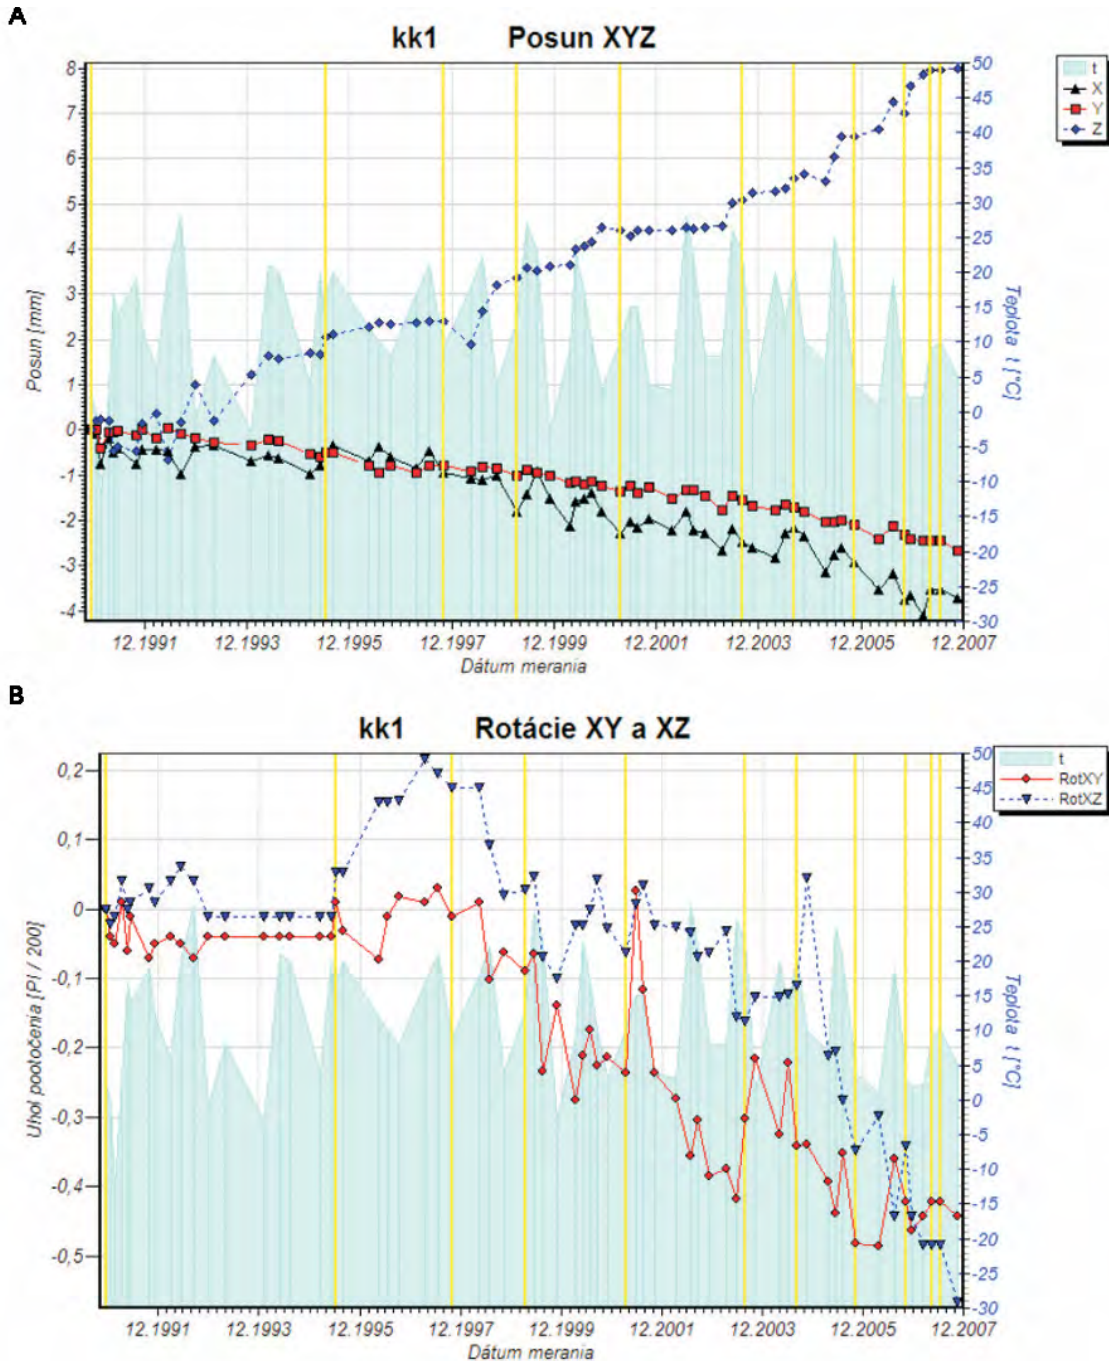 A
kk1 Posun XYZ
8
7
6
5
4
3
2
1
0
-1
-2
-3
-4
Posun [mm]
50
45
40
35
30
25
20
15
10
5
0
-5
-10
-15
-20
-25
-30
Teplota t [°C]
t
X
Y
Z
12.1991 12.1993 12.1995 12.1997 12.1999 12.2001 12.2003 12.2005 12.2007
Dátum merania
B
kk1 Rotácie XY a XZ
0,2
0,1
0
-0,1
-0,2
-0,3
-0,4
-0,5
Uhol pootočenia [PI / 200]
50
45
40
35
30
25
20
15
10
5
0
-5
-10
-15
-20
-25
-30
Teplota t [°C]
t
RotXY
RotXZ
12.1991 12.1993 12.1995 12.1997 12.1999 12.2001 12.2003 12.2005 12.2007
Dátum merania